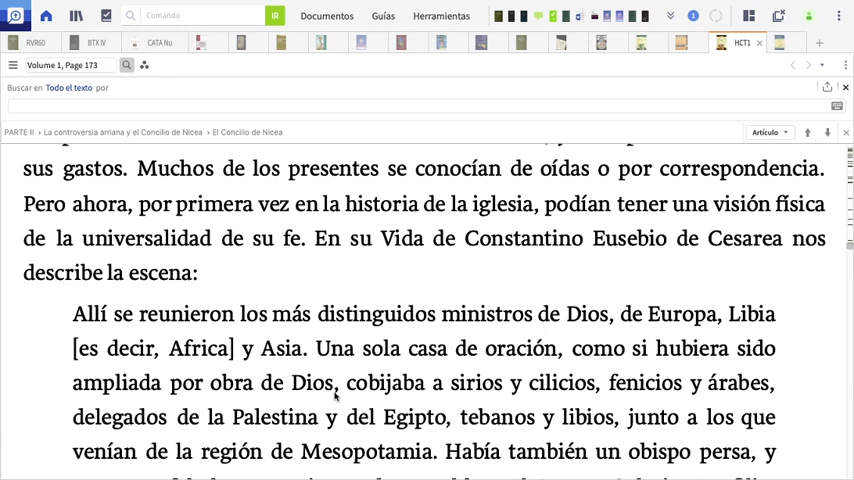 Comando
IR
Documentos
Guías
Herramientas
1
RVR60
BTX IV
CATA Nu
HCT1
Volume 1, Page 173
Buscar en Todo el texto por
PARTE II › La controversia arriana y el Concilio de Nicea › El Concilio de Nicea
Artículo
sus gastos. Muchos de los presentes se conocían de oídas o por correspondencia.
Pero ahora, por primera vez en la historia de la iglesia, podían tener una visión física
de la universalidad de su fe. En su Vida de Constantino Eusebio de Cesarea nos
describe la escena:
Allí se reunieron los más distinguidos ministros de Dios, de Europa, Libia
[es decir, Africa] y Asia. Una sola casa de oración, como si hubiera sido
ampliada por obra de Dios, cobijaba a sirios y cilicios, fenicios y árabes,
delegados de la Palestina y del Egipto, tebanos y libios, junto a los que
venían de la región de Mesopotamia. Había también un obispo persa, y